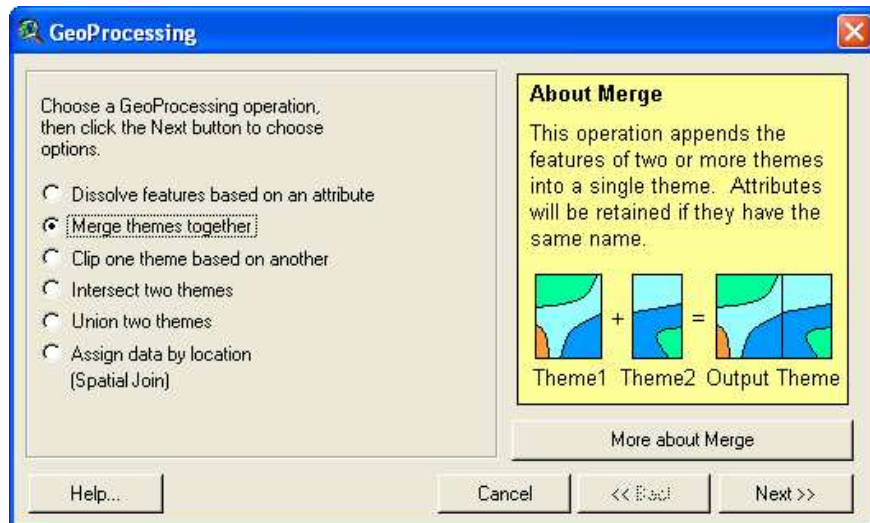 GeoProcessing
Choose a GeoProcessing operation,
then click the Next button to choose
options.
Dissolve features based on an attribute
Merge themes together
Clip one theme based on another
Intersect two themes
Union two themes
Assign data by location
(Spatial Join)
About Merge
This operation appends the
features of two or more themes
into a single theme. Attributes
will be retained if they have the
same name.
+ =
Theme1 Theme2 Output Theme
More about Merge
Help...
Cancel
<< Back
Next >>